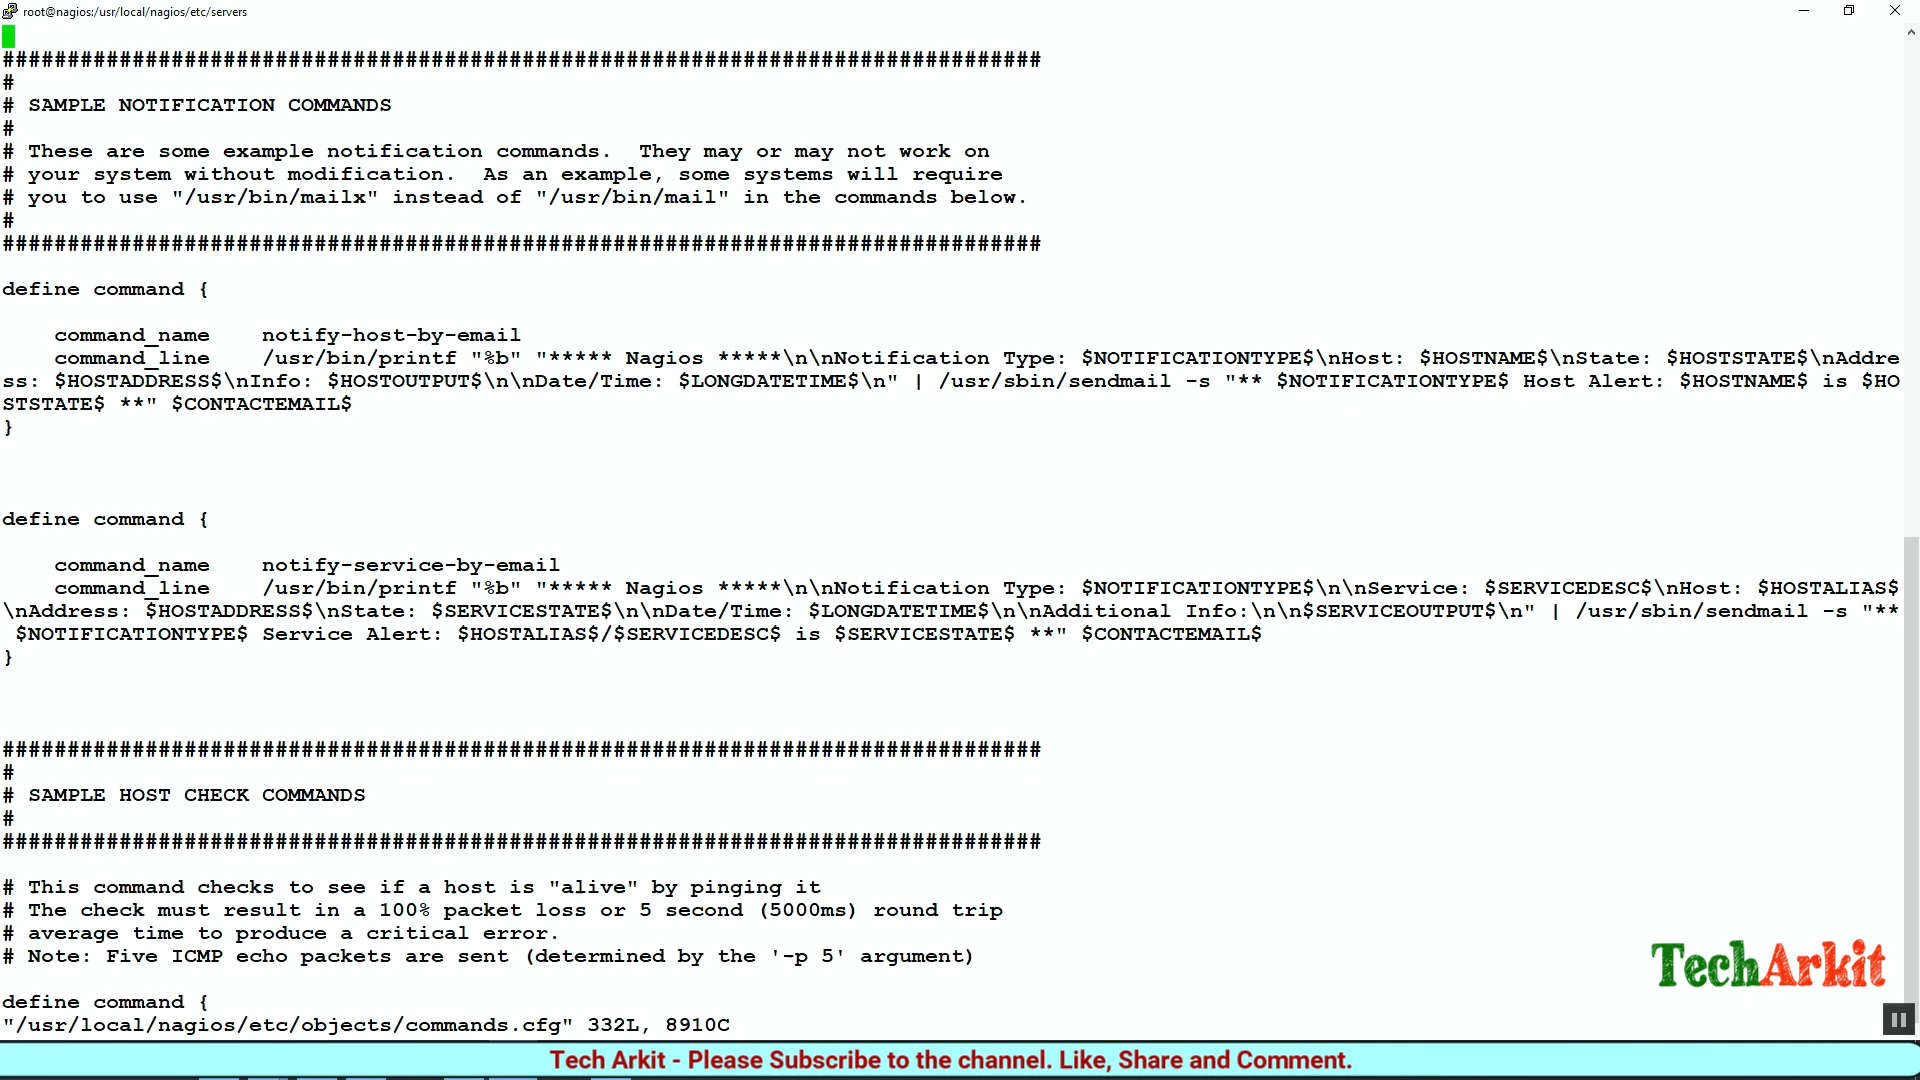 root@nagios:/usr/local/nagios/etc/servers
################################################################################
#
# SAMPLE NOTIFICATION COMMANDS
#
# These are some example notification commands.  They may or may not work on
# your system without modification.  As an example, some systems will require
# you to use "/usr/bin/mailx" instead of "/usr/bin/mail" in the commands below.
#
################################################################################
define command {
    command_name    notify-host-by-email
    command_line    /usr/bin/printf "%b" "***** Nagios *****\n\nNotification Type: $NOTIFICATIONTYPE$\nHost: $HOSTNAME$\nState: $HOSTSTATE$\nAddre
ss: $HOSTADDRESS$\nInfo: $HOSTOUTPUT$\n\nDate/Time: $LONGDATETIME$\n" | /usr/sbin/sendmail -s "** $NOTIFICATIONTYPE$ Host Alert: $HOSTNAME$ is $HO
STSTATE$ **" $CONTACTEMAIL$
}
define command {
    command_name    notify-service-by-email
    command_line    /usr/bin/printf "%b" "***** Nagios *****\n\nNotification Type: $NOTIFICATIONTYPE$\n\nService: $SERVICEDESC$\nHost: $HOSTALIAS$
\nAddress: $HOSTADDRESS$\nState: $SERVICESTATE$\n\nDate/Time: $LONGDATETIME$\n\nAdditional Info:\n\n$SERVICEOUTPUT$\n" | /usr/sbin/sendmail -s "**
 $NOTIFICATIONTYPE$ Service Alert: $HOSTALIAS$/$SERVICEDESC$ is $SERVICESTATE$ **" $CONTACTEMAIL$
}
################################################################################
#
# SAMPLE HOST CHECK COMMANDS
#
################################################################################
# This command checks to see if a host is "alive" by pinging it
# The check must result in a 100% packet loss or 5 second (5000ms) round trip
# average time to produce a critical error.
# Note: Five ICMP echo packets are sent (determined by the '-p 5' argument)
define command {
"/usr/local/nagios/etc/objects/commands.cfg" 332L, 8910C
TechArkit
Tech Arkit - Please Subscribe to the channel. Like, Share and Comment.